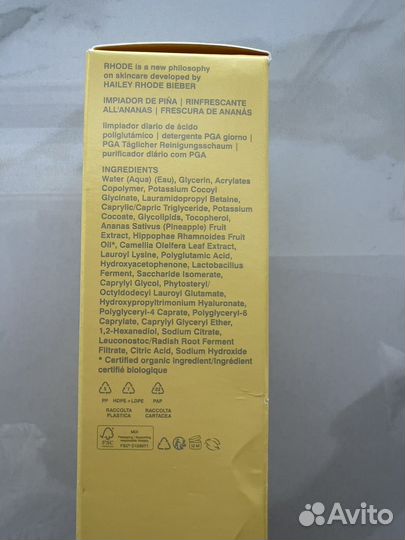 RHODE is a new philosophy
on skincare developed by
HAILEY RHODE BIEBER
IMPIADOR DE PIÑA | RINFRESCANTE
ALL'ANANAS | FRESCURA DE ANANÁS
limpiador diario de ácido
poliglutámico | detergente PGA giorno |
PGA Täglicher Reinigungsschaum |
purificador diário com PGA
INGREDIENTS
Water (Aqua) (Eau), Glycerin, Acrylates
Copolymer, Potassium Cocoyl
Glycinate, Lauramidopropyl Betaine,
Caprylic/Capric Triglyceride, Potassium
Cocoate, Glycolipids, Tocopherol,
Ananas Sativus (Pineapple) Fruit
Extract, Hippophae Rhamnoides Fruit
Oil*, Camellia Oleifera Leaf Extract,
Lauroyl Lysine, Polyglutamic Acid,
Hydroxyacetophenone, Lactobacillus
Ferment, Saccharide Isomerate,
Caprylyl Glycol, Phytosteryl/
Octyldodecyl Lauroyl Glutamate,
Hydroxypropyltrimonium Hyaluronate,
Polyglyceryl-4 Caprate, Polyglyceryl-6
Caprylate, Caprylyl Glyceryl Ether,
1,2-Hexanediol, Sodium Citrate,
Leuconostoc/Radish Root Ferment
Filtrate, Citric Acid, Sodium Hydroxide
* Certified organic ingredient/Ingrédient
certifié biologique
PP HDPE + LDPE PAP
RACCOLTA PLASTICA RACCOLTA CARTACEA
FSC
MIX
12 M
Avito